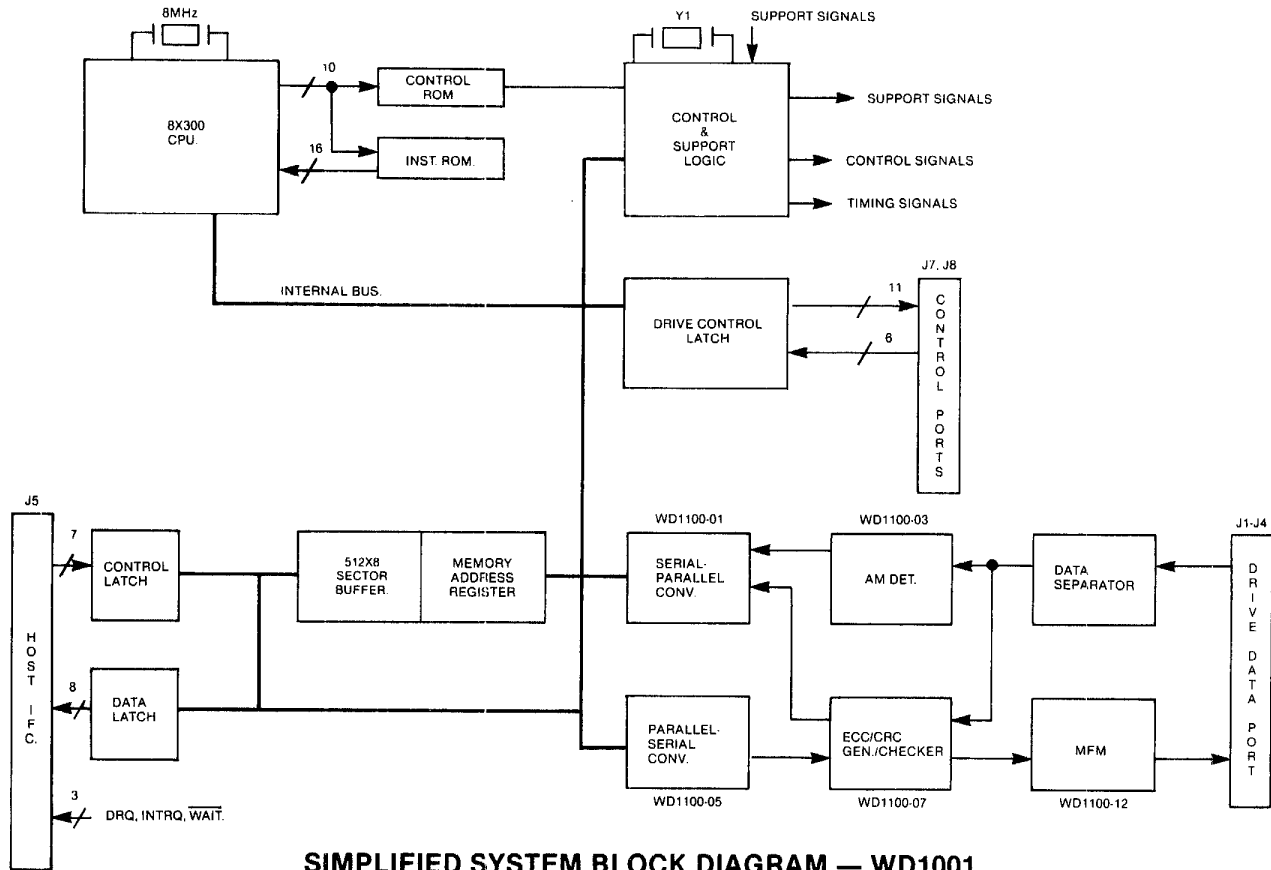 8MHz
Y1
SUPPORT SIGNALS
10
CONTROL
ROM
8X300
CPU.
16
INST. ROM.
CONTROL
&
SUPPORT
LOGIC
SUPPORT SIGNALS
CONTROL SIGNALS
TIMING SIGNALS
INTERNAL BUS.
DRIVE CONTROL
LATCH
11
6
J7, J8
CONTROL PORTS
J5
HOST IFC.
7
CONTROL
LATCH
8
DATA
LATCH
3
DRQ, INTRQ, WAIT.
512X8
SECTOR
BUFFER.
MEMORY
ADDRESS
REGISTER
WD1100-01
SERIAL-
PARALLEL
CONV.
WD1100-03
AM DET.
DATA
SEPARATOR
J1-J4
DRIVE DATA PORT
PARALLEL-
SERIAL
CONV.
WD1100-05
ECC/CRC
GEN./CHECKER
WD1100-07
MFM
WD1100-12
SIMPLIFIED SYSTEM BLOCK DIAGRAM — WD1001